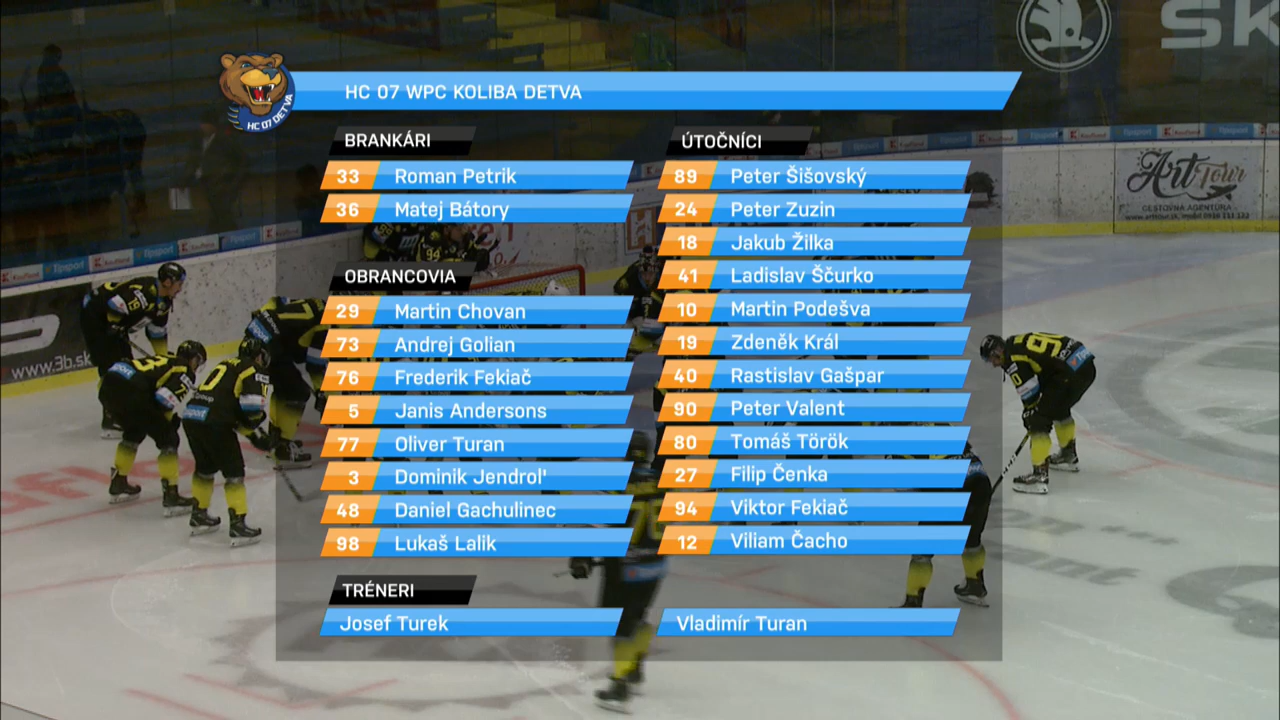 HC 07 WPC KOLIBA DETVA
HC 07 DETVA
BRANKÁRI
33 Roman Petrik
36 Matej Bátory
OBRANCOVIA
29 Martin Chovan
73 Andrej Golian
76 Frederik Fekiač
5 Janis Andersons
77 Oliver Turan
3 Dominik Jendrol'
48 Daniel Gachulinec
98 Lukaš Lalik
ÚTOČNÍCI
89 Peter Šišovský
24 Peter Zuzin
18 Jakub Žilka
41 Ladislav Ščurko
10 Martin Podešva
19 Zdeněk Král
40 Rastislav Gašpar
90 Peter Valent
80 Tomáš Török
27 Filip Čenka
94 Viktor Fekiač
12 Viliam Čacho
TRÉNERI
Josef Turek
Vladimír Turan
Art Tour
CESTOVNÁ AGENTÚRA
www.3b.sk
94